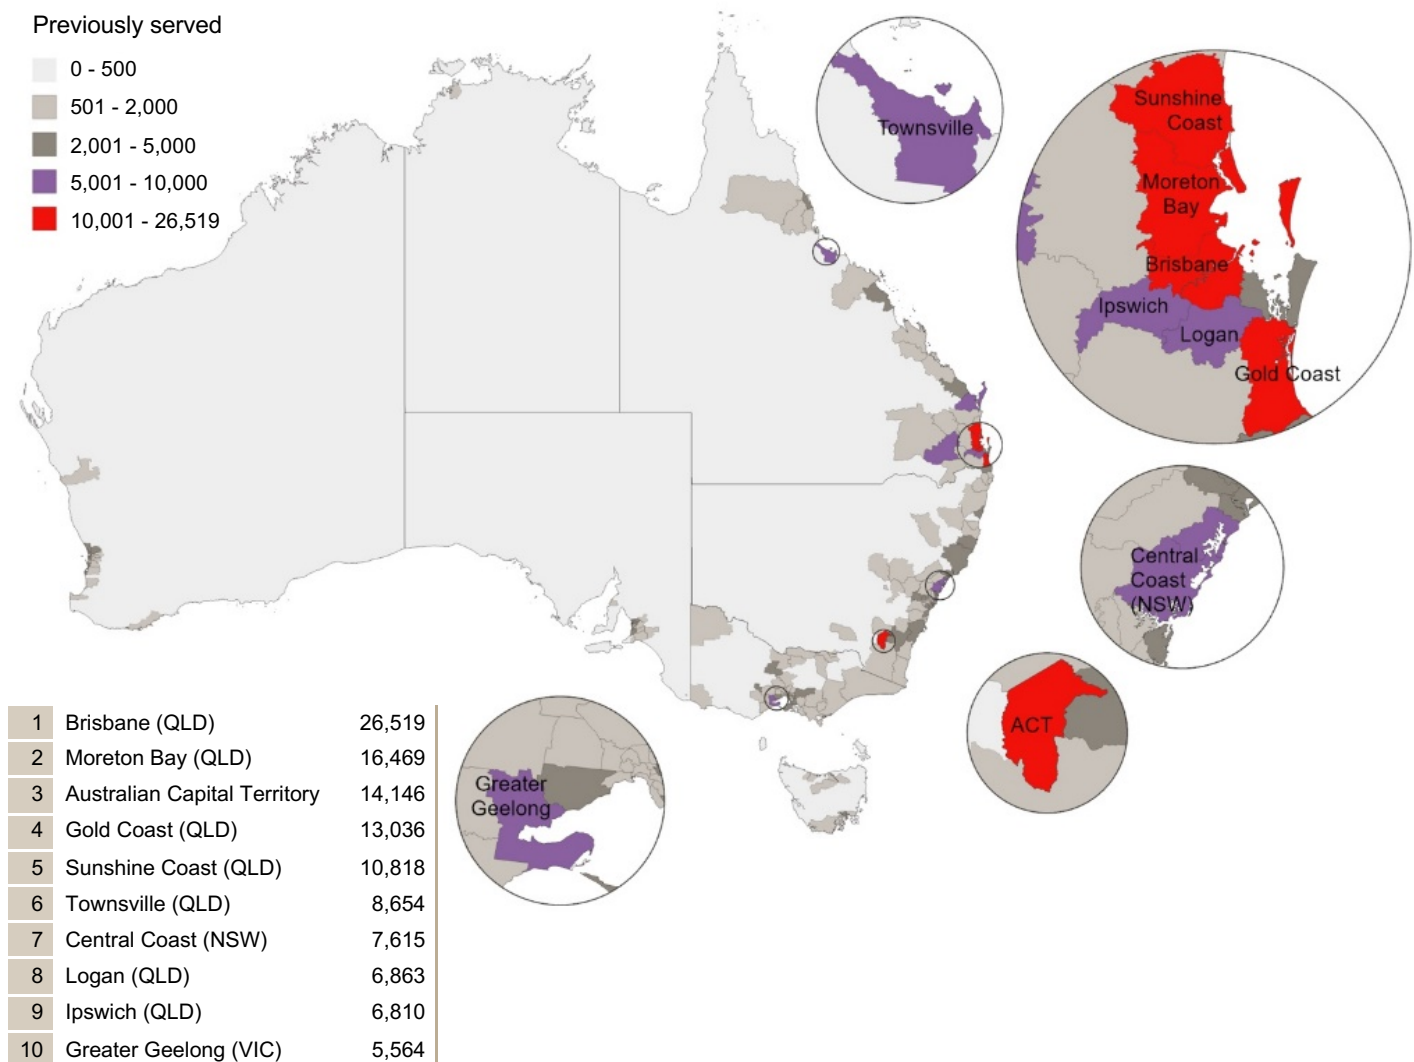 Previously served
0 - 500
501 - 2,000
2,001 - 5,000
5,001 - 10,000
10,001 - 26,519
Townsville
Sunshine
Coast
Moreton
Bay
Brisbane
Ipswich
Logan
Gold Coast
Central
Coast
(NSW)
ACT
Greater
Geelong
1 Brisbane (QLD) 26,519
2 Moreton Bay (QLD) 16,469
3 Australian Capital Territory 14,146
4 Gold Coast (QLD) 13,036
5 Sunshine Coast (QLD) 10,818
6 Townsville (QLD) 8,654
7 Central Coast (NSW) 7,615
8 Logan (QLD) 6,863
9 Ipswich (QLD) 6,810
10 Greater Geelong (VIC) 5,564